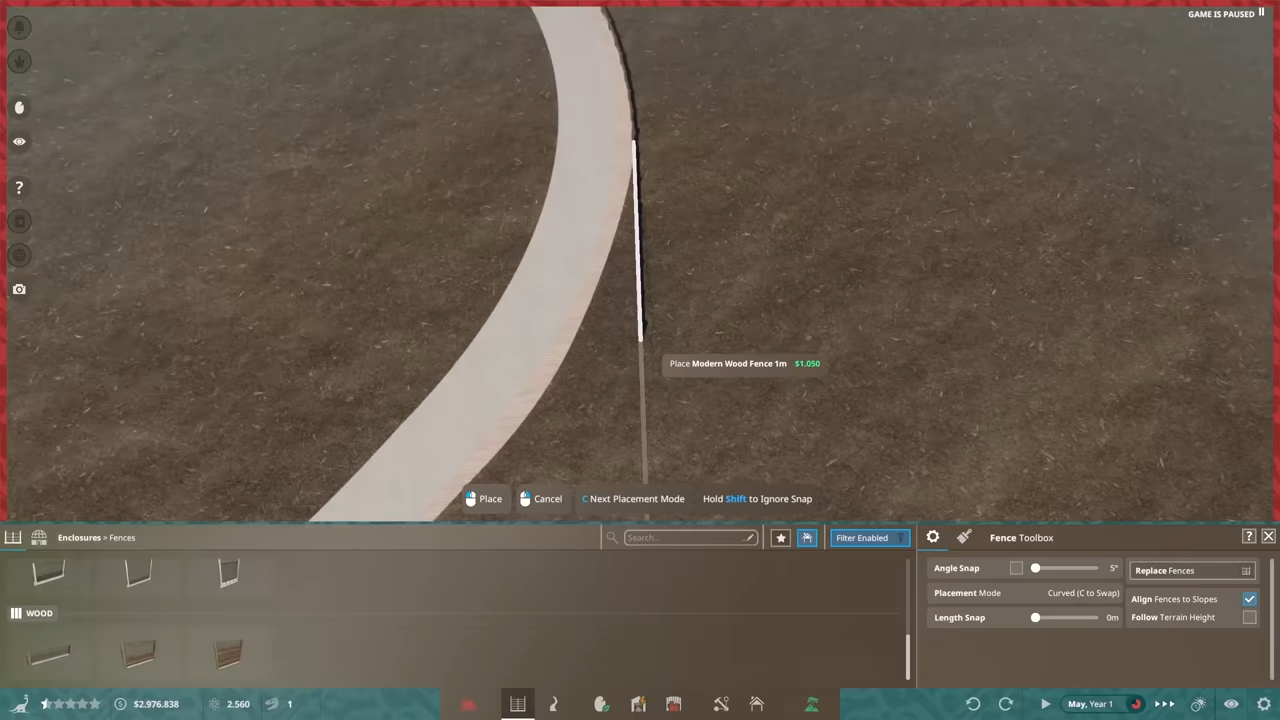 GAME IS PAUSED
?
Place Modern Wood Fence 1m $1.050
Place
Cancel
C Next Placement Mode
Hold Shift to Ignore Snap
Enclosures > Fences
Search...
Filter Enabled
Fence Toolbox
?
Angle Snap
5°
Replace Fences
Placement Mode
Curved (C to Swap)
Align Fences to Slopes
Length Snap
0m
Follow Terrain Height
WOOD
$2.976.838
2.560
1
May, Year 1